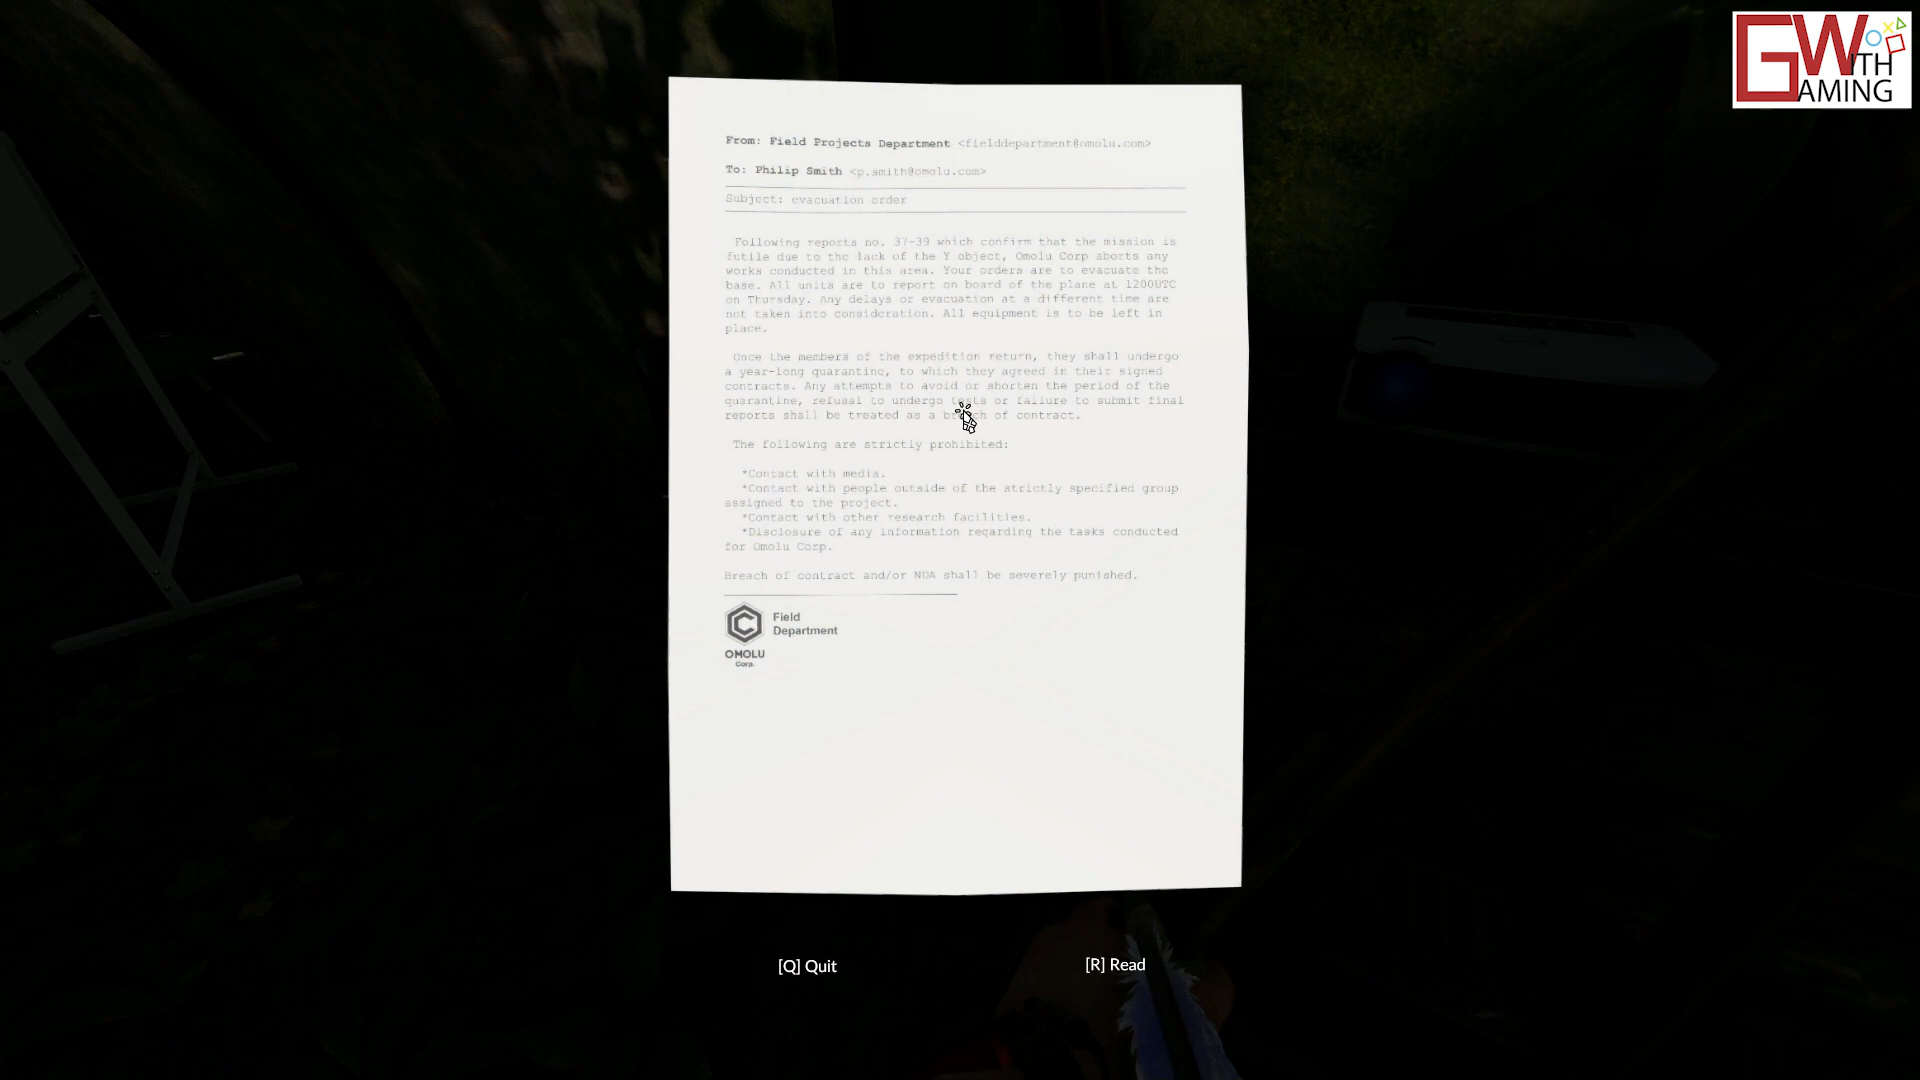 GWITH GAMING
From: Field Projects Department <fielddepartment@omolu.com>
To: Philip Smith <p.smith@omolu.com>
Subject: evacuation order
Following reports no. 37-39 which confirm that the mission is
futile due to the lack of the Y object, Omolu Corp aborts any
works conducted in this area. Your orders are to evacuate the
base. All units are to report on board of the plane at 1200UTC
on Thursday. Any delays or evacuation at a different time are
not taken into consideration. All equipment is to be left in
place.
Once the members of the expedition return, they shall undergo
a year-long quarantine, to which they agreed in their signed
contracts. Any attempts to avoid or shorten the period of the
quarantine, refusal to undergo tests or failure to submit final
reports shall be treated as a breach of contract.
The following are strictly prohibited:
*Contact with media.
*Contact with people outside of the strictly specified group
assigned to the project.
*Contact with other research facilities.
*Disclosure of any information regarding the tasks conducted
for Omolu Corp.
Breach of contract and/or NDA shall be severely punished.
Field
Department
OMOLU
Corp.
[Q] Quit
[R] Read